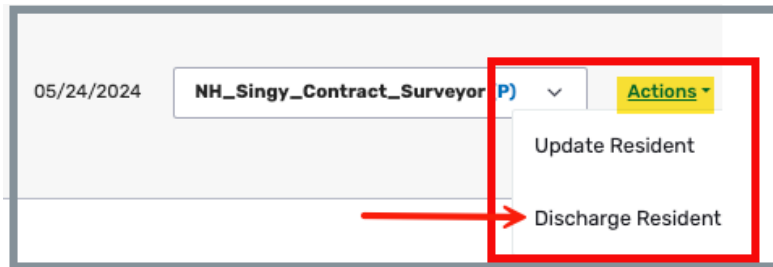 05/24/2024 NH_Singy_Contract_Surveyor (P) Actions
Update Resident
Discharge Resident